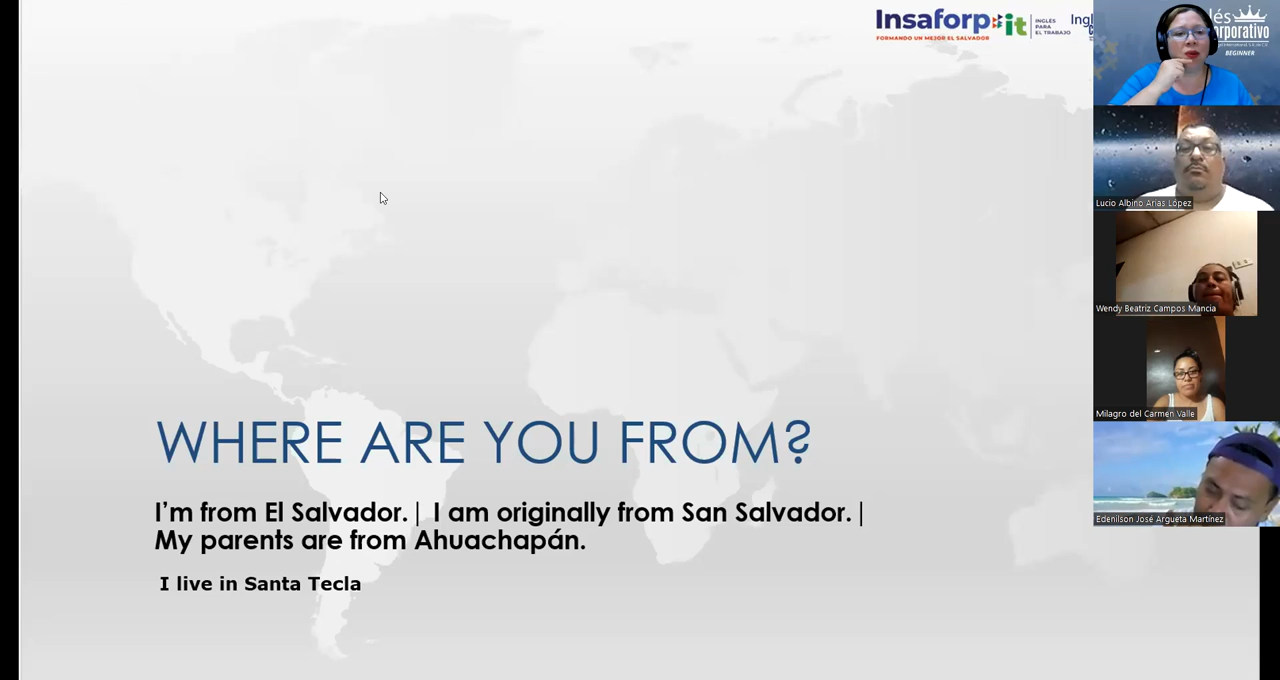 Insaforp
FORMANDO UN MEJOR EL SALVADOR
it
INGLÉS
PARA
EL TRABAJO
BEGINNER
Lucio Albino Arias López
Wendy Beatriz Campos Mancia
Milagro del Carmen Valle
Edenilson José Argueta Martínez
WHERE ARE YOU FROM?
I'm from El Salvador. | I am originally from San Salvador. |
My parents are from Ahuachapán.
I live in Santa Tecla